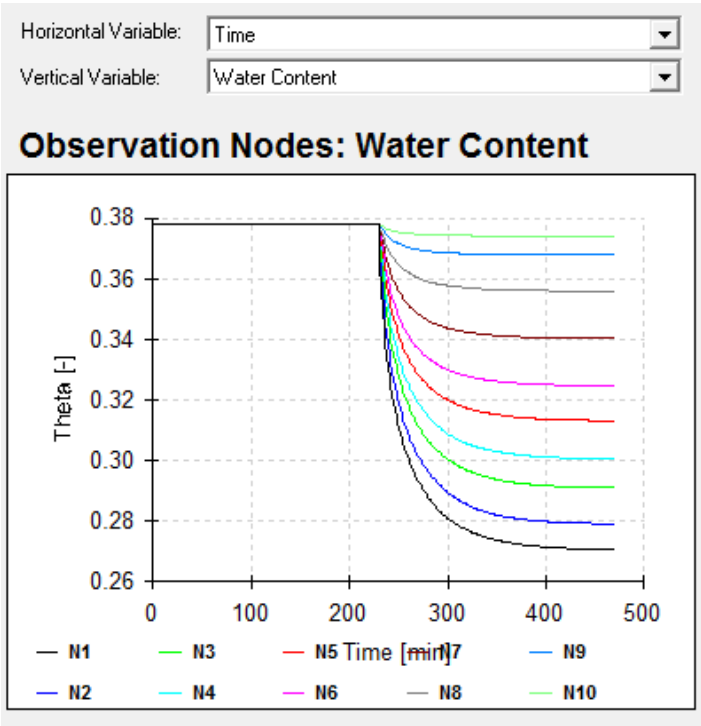 Horizontal Variable: Time
Vertical Variable: Water Content
Observation Nodes: Water Content
Theta [-]
0.38
0.36
0.34
0.32
0.30
0.28
0.26
0 100 200 300 400 500
Time [min]
N1 N3 N5 N7 N9
N2 N4 N6 N8 N10